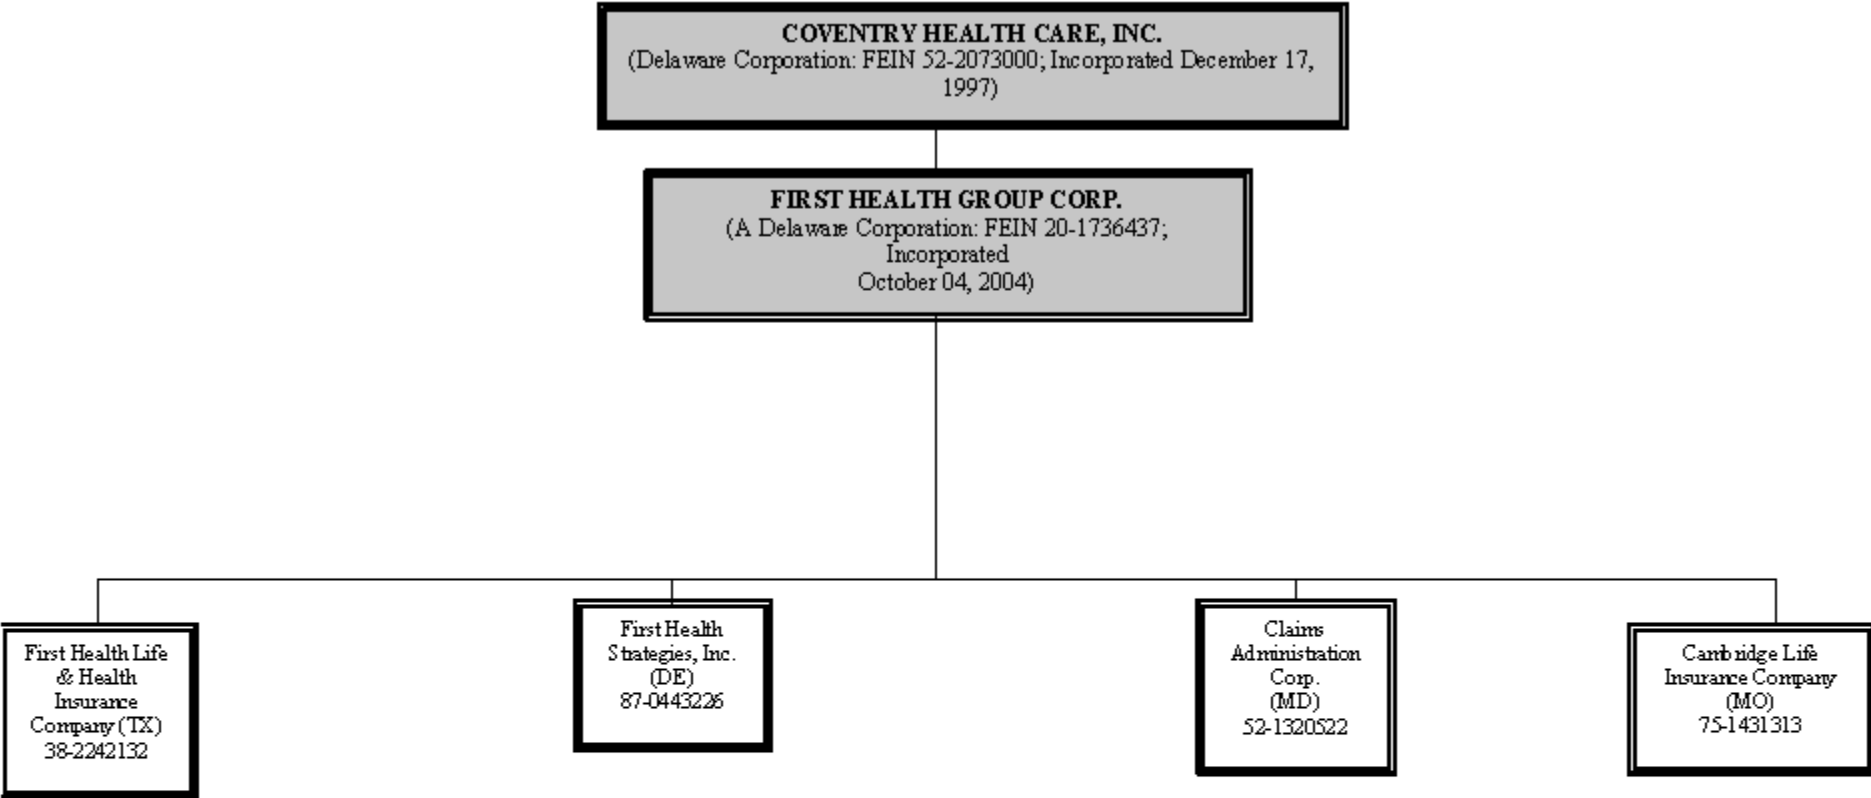 COVENTRY HEALTH CARE, INC.
(Delaware Corporation: FEIN 52-2073000; Incorporated December 17,
1997)
FIRST HEALTH GROUP CORP.
(A Delaware Corporation: FEIN 20-1736437;
Incorporated
October 04, 2004)
First Health Life
& Health
Insurance
Company (TX)
38-2242132
First Health
Strategies, Inc.
(DE)
87-0443226
Claims
Administration
Corp.
(MD)
52-1320522
Cambridge Life
Insurance Company
(MO)
75-1431313